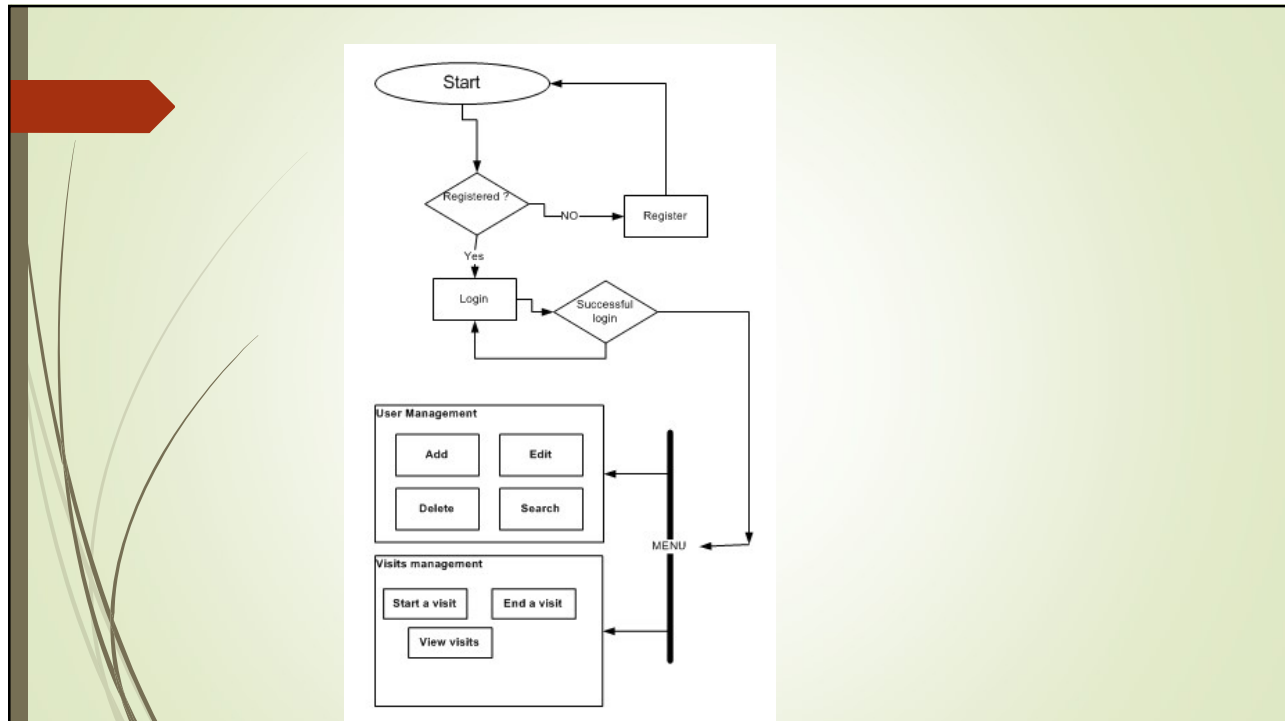 Start
Registered ?
NO
Register
Yes
Login
Successful
login
User Management
Add
Edit
Delete
Search
MENU
Visits management
Start a visit
End a visit
View visits